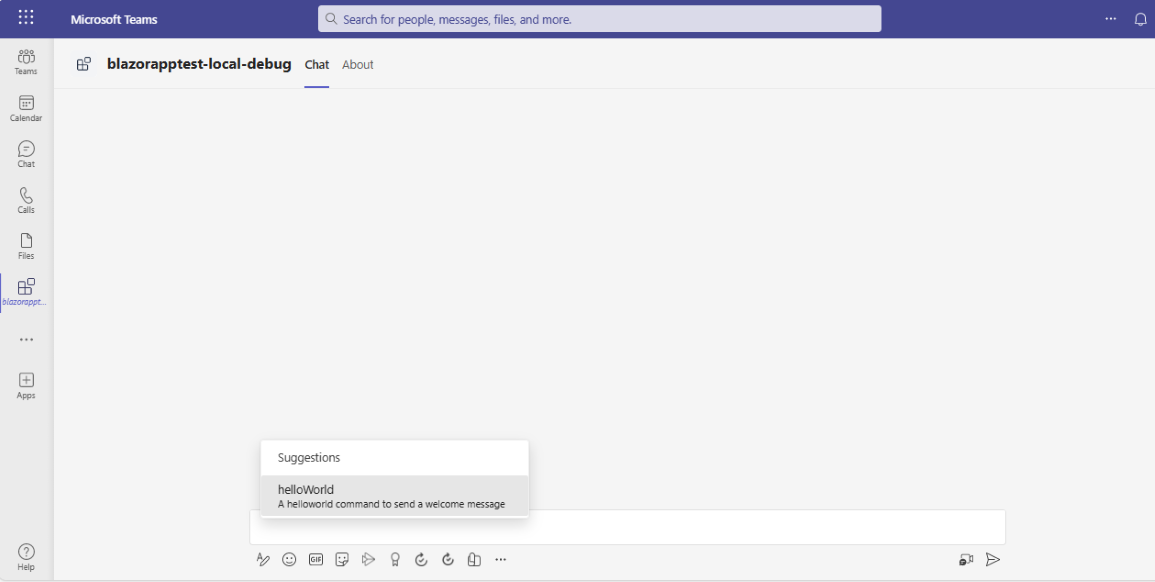 Microsoft Teams
Search for people, messages, files, and more.
Teams
Calendar
Chat
Calls
Files
blazorappt...
Apps
Help
blazorapptest-local-debug Chat About
Suggestions
helloWorld
A helloworld command to send a welcome message
GIF